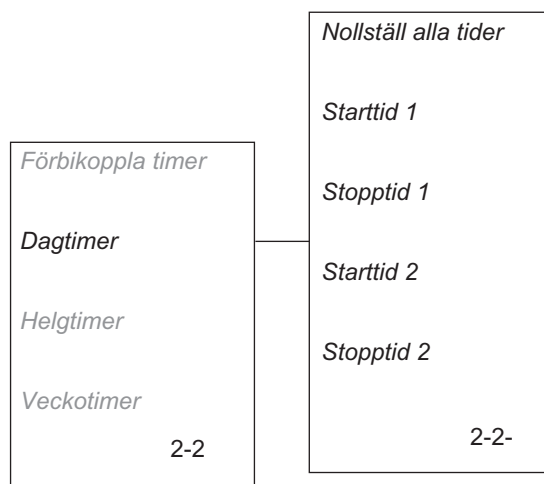 Förbikoppla timer
Dagtimer
Helgtimer
Veckotimer
2-2
Nollställ alla tider
Starttid 1
Stopptid 1
Starttid 2
Stopptid 2
2-2-